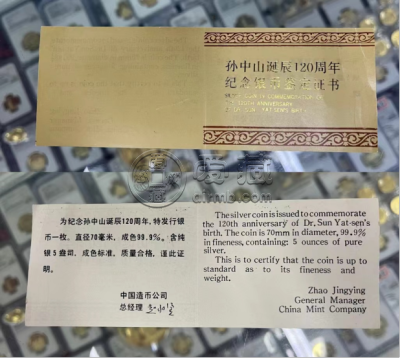 孙中山诞辰120周年
纪念银币鉴定证书
THE 120TH ANNIVERSARY
为纪念孙中山诞辰120周年,特发行银
币一枚。直径70毫米,成色99.9%。含纯
银5盎司,成色标准,质量合格,谨此证
明。
中国造币公司
总经理
The silver coin is issued to commemorate
the 120th anniversary of Dr. Sun Yat-sen's
birth. The coin is 70mm in diameter, 99.9%
in fineness, containing: 5 ounces of pure
silver.
This is to certify that the coin is up to
standard as to its fineness and
weight.
Zhao Jingying
General Manager
China Mint Company